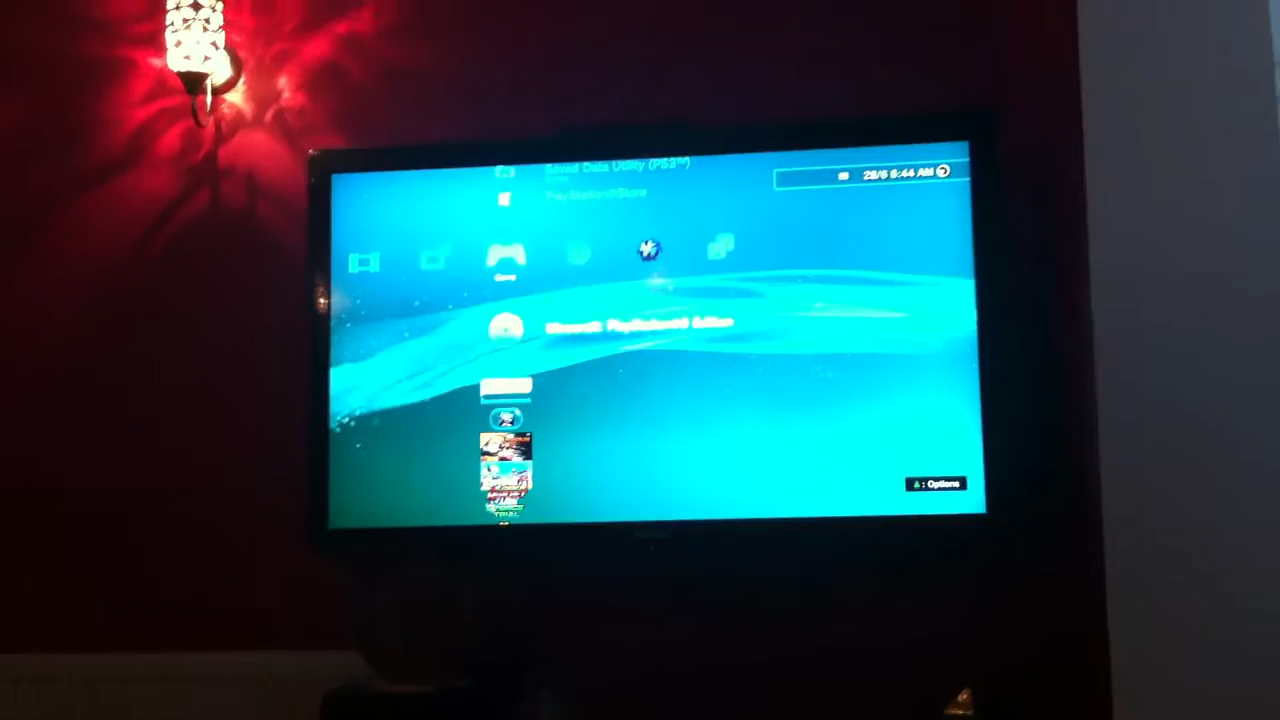 Saved Data Utility (PS3™)
PlayStation®Store
28/6 6:44 AM
Game
Minecraft: PlayStation®3 Edition
: Options
TRIAL